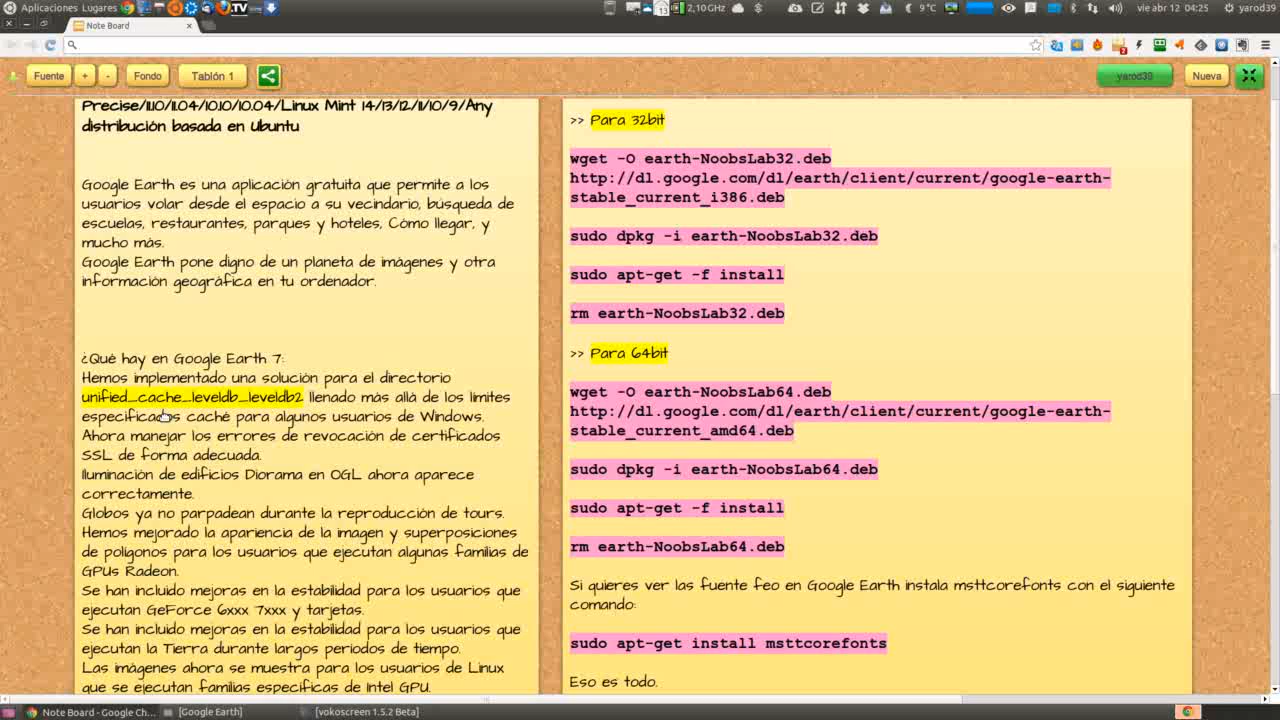 Aplicaciones Lugares
13
2,10GHz
9°C
vie abr 12 04:25
yarod39
Note Board
Fuente
+
-
Fondo
Tablón 1
yarod39
Nueva
Precise/11.10/11.04/10.10/10.04/Linux Mint 14/13/12/11/10/9/Any
distribución basada en Ubuntu
Google Earth es una aplicación gratuita que permite a los
usuarios volar desde el espacio a su vecindario, búsqueda de
escuelas, restaurantes, parques y hoteles, Cómo llegar, y
mucho más.
Google Earth pone digno de un planeta de imágenes y otra
información geográfica en tu ordenador.
¿Qué hay en Google Earth 7:
Hemos implementado una solución para el directorio
unified_cache_leveldb_leveldb2 llenado más allá de los límites
especificados caché para algunos usuarios de Windows.
Ahora manejar los errores de revocación de certificados
SSL de forma adecuada.
Iluminación de edificios Diorama en OGL ahora aparece
correctamente.
Globos ya no parpadean durante la reproducción de tours.
Hemos mejorado la apariencia de la imagen y superposiciones
de polígonos para los usuarios que ejecutan algunas familias de
GPUs Radeon.
Se han incluido mejoras en la estabilidad para los usuarios que
ejecutan GeForce 6xxx 7xxx y tarjetas.
Se han incluido mejoras en la estabilidad para los usuarios que
ejecutan la Tierra durante largos períodos de tiempo.
Las imágenes ahora se muestra para los usuarios de Linux
que se ejecutan familias específicas de Intel GPU.
>> Para 32bit
wget -O earth-NoobsLab32.deb
http://dl.google.com/dl/earth/client/current/google-earth-
stable_current_i386.deb
sudo dpkg -i earth-NoobsLab32.deb
sudo apt-get -f install
rm earth-NoobsLab32.deb
>> Para 64bit
wget -O earth-NoobsLab64.deb
http://dl.google.com/dl/earth/client/current/google-earth-
stable_current_amd64.deb
sudo dpkg -i earth-NoobsLab64.deb
sudo apt-get -f install
rm earth-NoobsLab64.deb
Si quieres ver las fuente feo en Google Earth instala msttcorefonts con el siguiente
comando:
sudo apt-get install msttcorefonts
Eso es todo.
Note Board - Google Ch...
[Google Earth]
[vokoscreen 1.5.2 Beta]